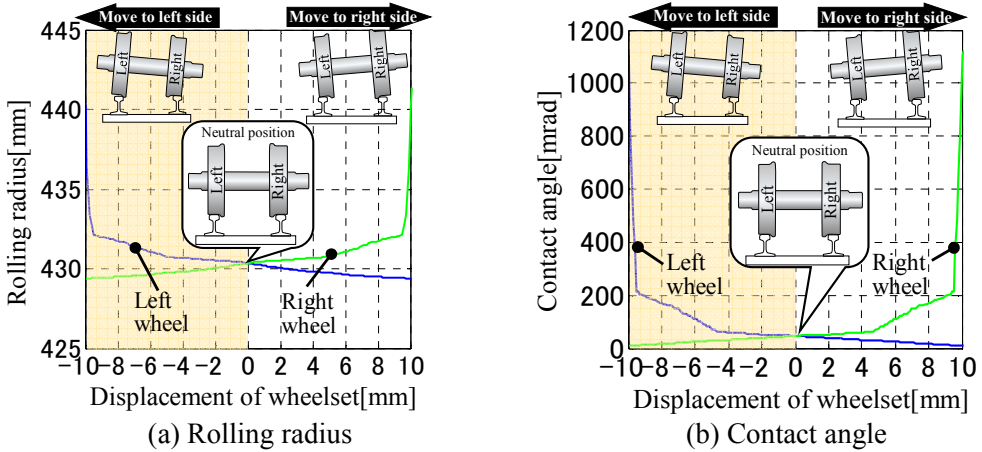 Move to left side
Move to right side
Rolling radius[mm]
445
440
435
430
425
Left
Right
Left
Right
Neutral position
Left
Right
Left
wheel
Right
wheel
−10−8 −6 −4 −2 0 2 4 6 8 10
Displacement of wheelset[mm]
(a) Rolling radius
Move to left side
Move to right side
Contact angle[mrad]
1200
1000
800
600
400
200
0
Left
Right
Left
Right
Neutral position
Left
Right
Left
wheel
Right
wheel
−10−8 −6 −4 −2 0 2 4 6 8 10
Displacement of wheelset[mm]
(b) Contact angle